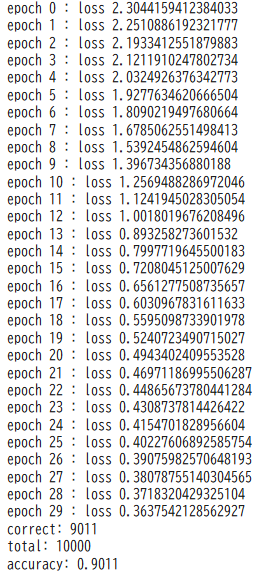 epoch 0 : loss 2.3044159412384033
epoch 1 : loss 2.2510886192321777
epoch 2 : loss 2.1933412551879883
epoch 3 : loss 2.1211910247802734
epoch 4 : loss 2.0324926376342773
epoch 5 : loss 1.9277634620666504
epoch 6 : loss 1.8090219497680664
epoch 7 : loss 1.6785062551498413
epoch 8 : loss 1.5392454862594604
epoch 9 : loss 1.396734356880188
epoch 10 : loss 1.2569488286972046
epoch 11 : loss 1.1241945028305054
epoch 12 : loss 1.0018019676208496
epoch 13 : loss 0.893258273601532
epoch 14 : loss 0.7997719645500183
epoch 15 : loss 0.7208045125007629
epoch 16 : loss 0.6561277508735657
epoch 17 : loss 0.6030967831611633
epoch 18 : loss 0.5595098733901978
epoch 19 : loss 0.5240723490715027
epoch 20 : loss 0.4943402409553528
epoch 21 : loss 0.46971186995506287
epoch 22 : loss 0.44865673780441284
epoch 23 : loss 0.4308737814426422
epoch 24 : loss 0.4154701828956604
epoch 25 : loss 0.40227606892585754
epoch 26 : loss 0.39075982570648193
epoch 27 : loss 0.38078755140304565
epoch 28 : loss 0.3718320429325104
epoch 29 : loss 0.3637542128562927
correct: 9011
total: 10000
accuracy: 0.9011